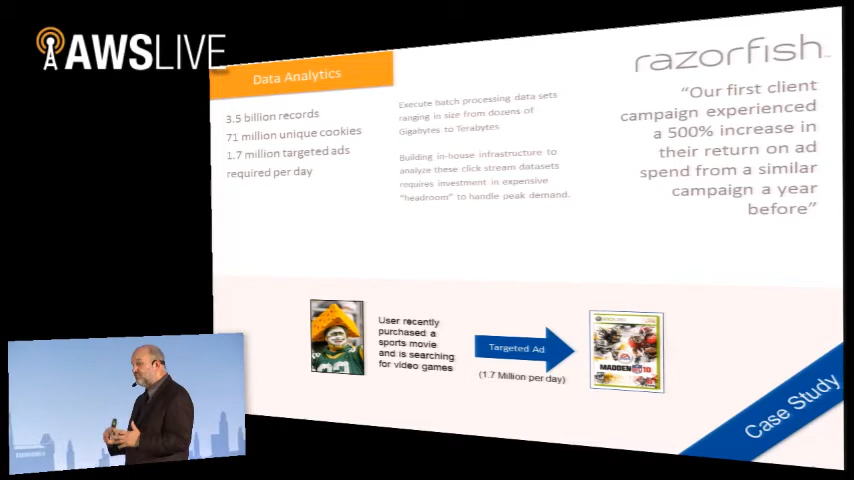 AWSLIVE
Data Analytics
3.5 billion records
71 million unique cookies
1.7 million targeted ads
required per day
Execute batch processing data sets
ranging in size from dozens of
Gigabytes to Terabytes
Building in-house infrastructure to
analyze these click stream datasets
requires investment in expensive
"headroom" to handle peak demand.
razorfish
“Our first client
campaign experienced
a 500% increase in
their return on ad
spend from a similar
campaign a year
before”
User recently
purchased a
sports movie
and is searching
for video games
Targeted Ad
(1.7 Million per day)
MADDEN 10
Case Study